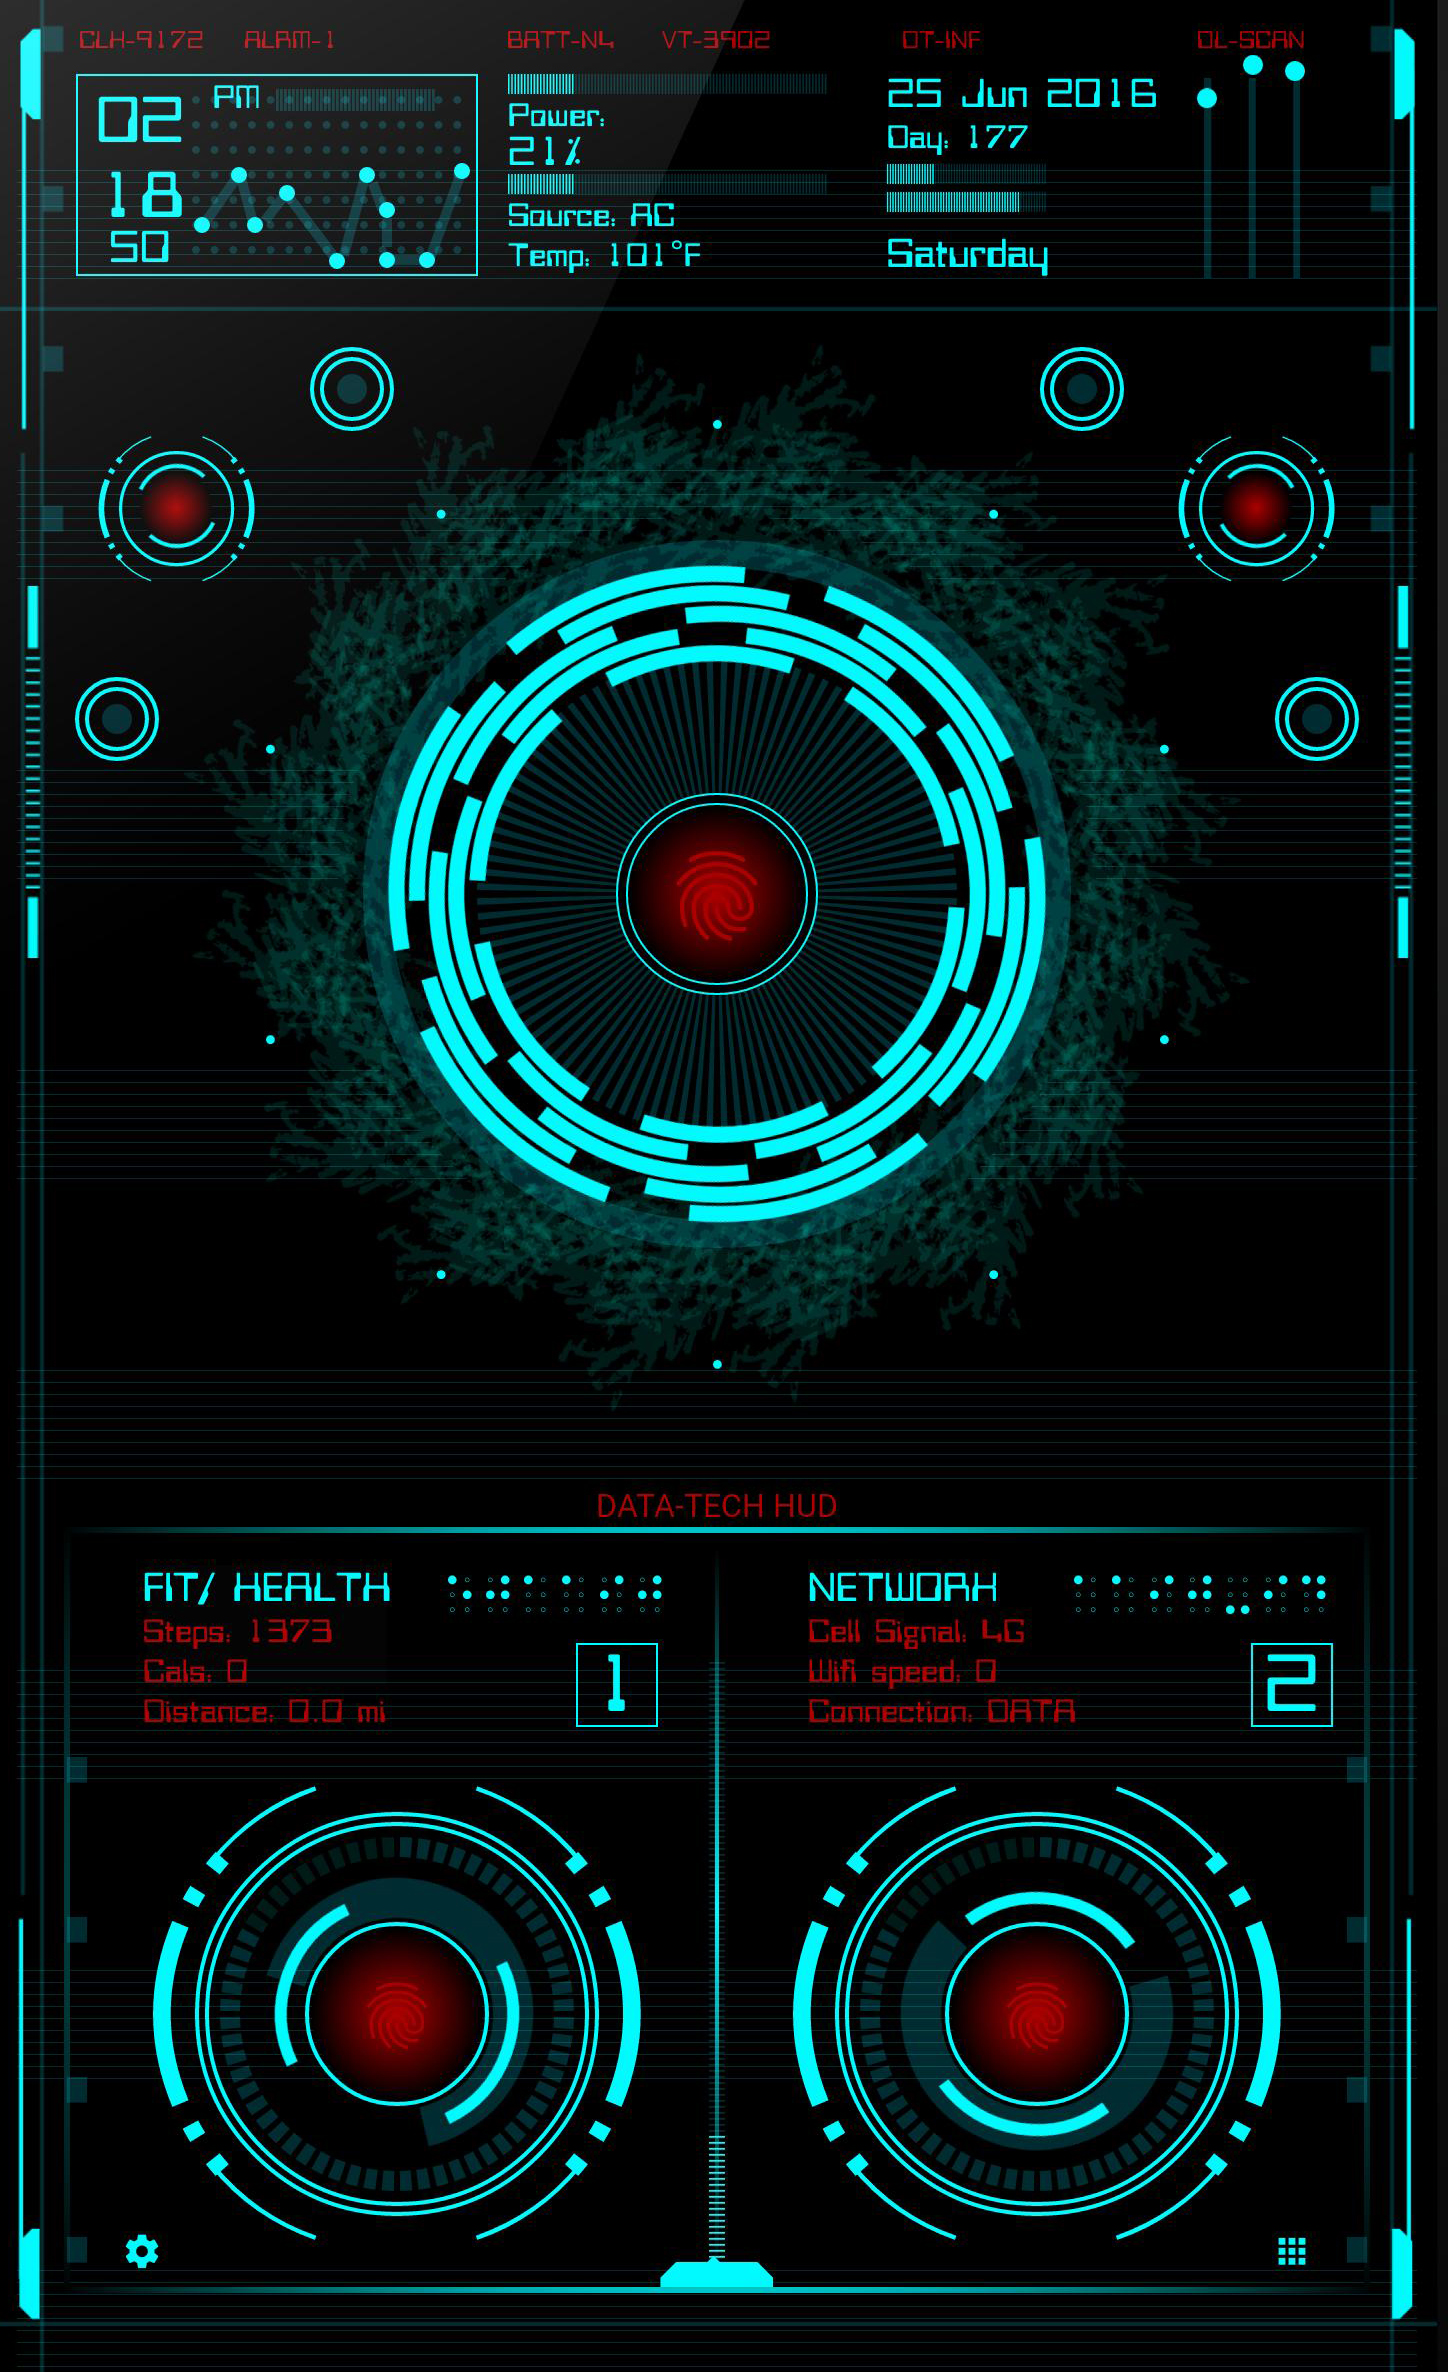 CLH-9172 ALRM-1 BATT-N4 VT-3902 DT-INF DL-SCAN
02 PM
18
50
Power:
21%
Source: AC
Temp: 101°F
25 Jun 2016
Day: 177
Saturday
DATA-TECH HUD
FIT/ HEALTH
Steps: 1373
Cals: 0
Distance: 0.0 mi
1
NETWORK
Cell Signal: 4G
Wifi speed: 0
Connection: DATA
2